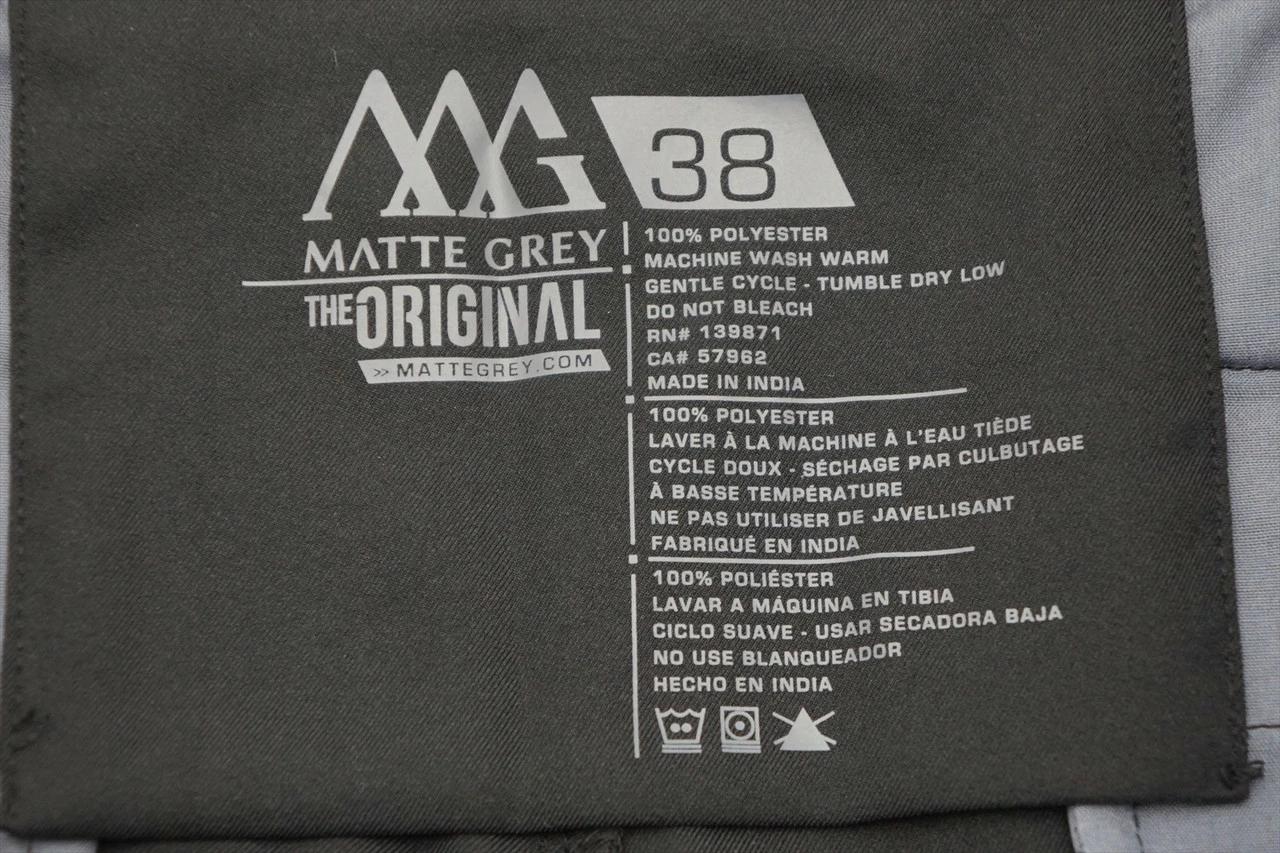 MG
MATTE GREY
THE ORIGINAL
» MATTEGREY.COM
38
100% POLYESTER
MACHINE WASH WARM
GENTLE CYCLE - TUMBLE DRY LOW
DO NOT BLEACH
RN# 139871
CA# 57962
MADE IN INDIA
100% POLYESTER
LAVER À LA MACHINE À L'EAU TIÈDE
CYCLE DOUX - SÉCHAGE PAR CULBUTAGE
À BASSE TEMPÉRATURE
NE PAS UTILISER DE JAVELLISANT
FABRIQUÉ EN INDIA
100% POLIÉSTER
LAVAR A MÁQUINA EN TIBIA
CICLO SUAVE - USAR SECADORA BAJA
NO USE BLANQUEADOR
HECHO EN INDIA